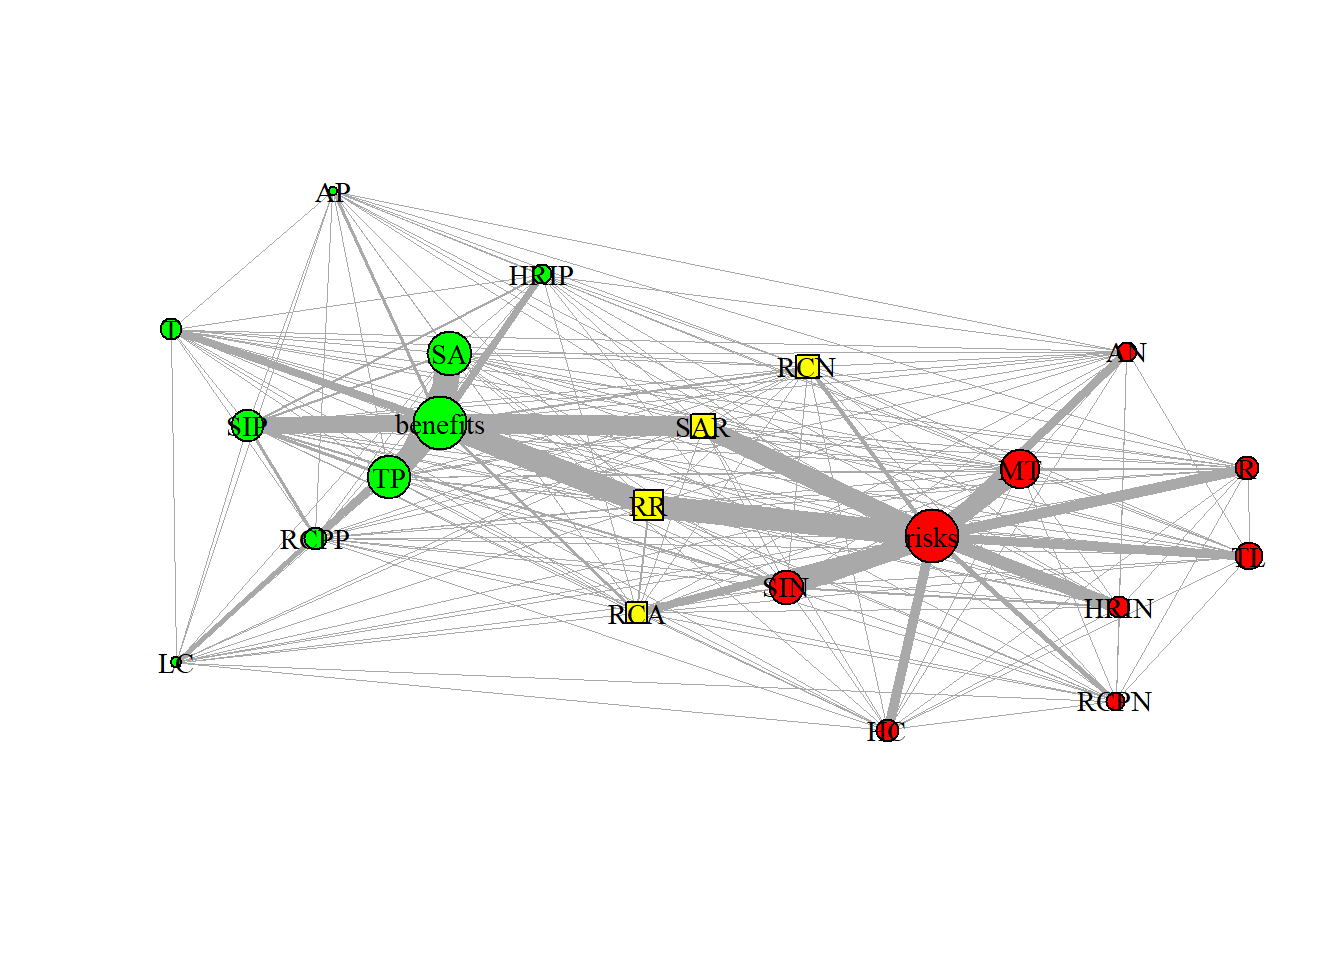 AP
HRIP
I
SA
AN
RCN
benefits
SIP
SAR
R
MT
TP
RR
risks
RCPP
TL
SIN
HRIN
RCA
LC
RCPN
HC